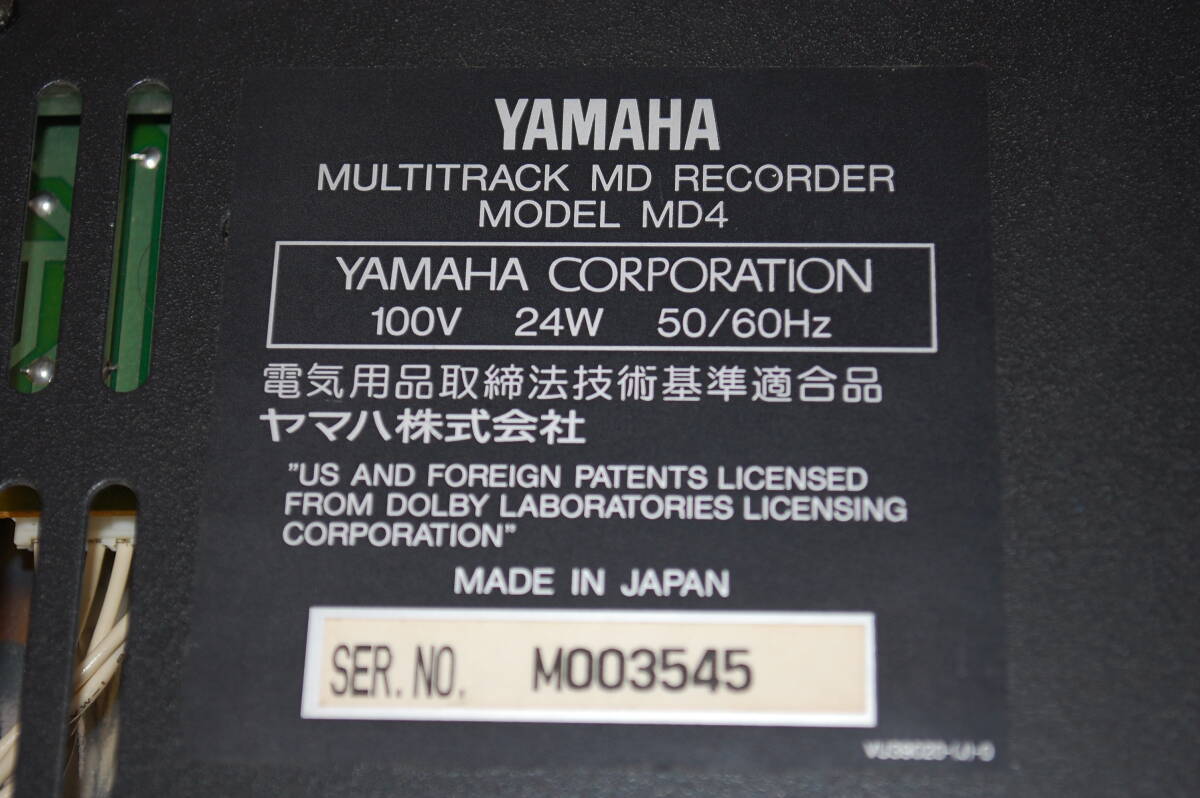 YAMAHA
MULTITRACK MD RECORDER
MODEL MD4
YAMAHA CORPORATION
100V 24W 50/60Hz
電気用品取締法技術基準適合品
ヤマハ株式会社
"US AND FOREIGN PATENTS LICENSED
FROM DOLBY LABORATORIES LICENSING
CORPORATION"
MADE IN JAPAN
SER. NO. M003545